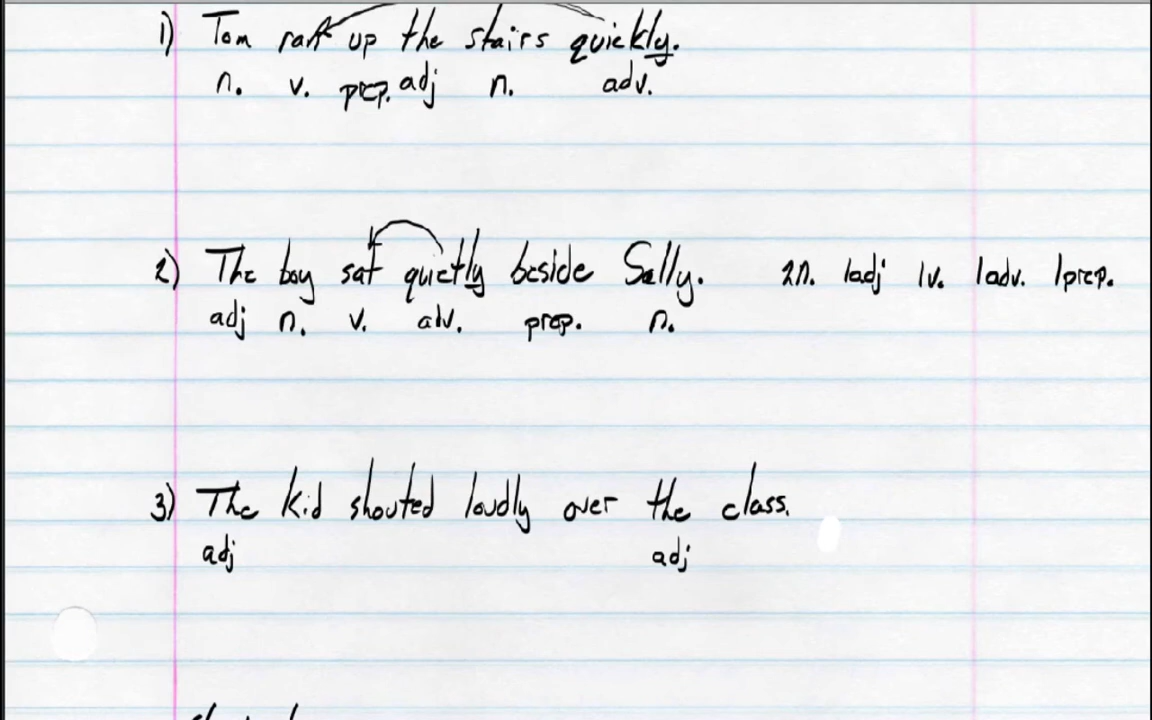 1) Tom ran up the stairs quickly.
n. v. prep. adj n. adv.
2) The boy sat quietly beside Sally. 2n. 1adj 1v. 1adv. 1prep.
adj n. v. adv. prep. n.
3) The kid shouted loudly over the class.
adj adj